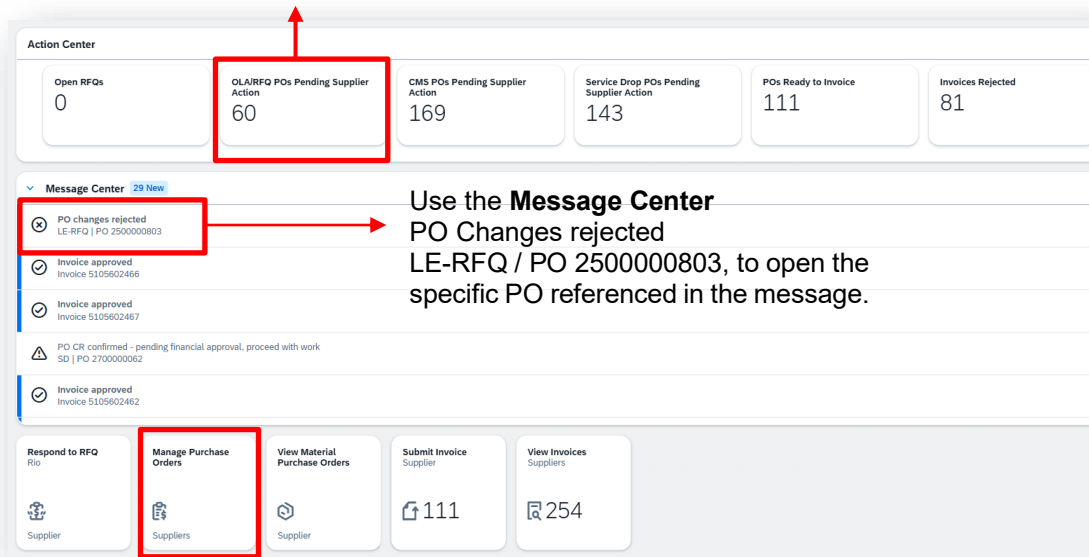 Action Center
Open RFQs
0
OLA/RFQ POs Pending Supplier
Action
60
CMS POs Pending Supplier
Action
169
Service Drop POs Pending
Supplier Action
143
POs Ready to Invoice
111
Invoices Rejected
81
Message Center 29 New
PO changes rejected
LE-RFQ | PO 2500000803
Use the Message Center
PO Changes rejected
LE-RFQ / PO 2500000803, to open the
specific PO referenced in the message.
Invoice approved
Invoice 5105602466
Invoice approved
Invoice 5105602467
PO CR confirmed - pending financial approval, proceed with work
SD | PO 2700000062
Invoice approved
Invoice 5105602462
Respond to RFQ
Rio
Supplier
Manage Purchase
Orders
Suppliers
View Material
Purchase Orders
Supplier
Submit Invoice
Supplier
111
View Invoices
Suppliers
254